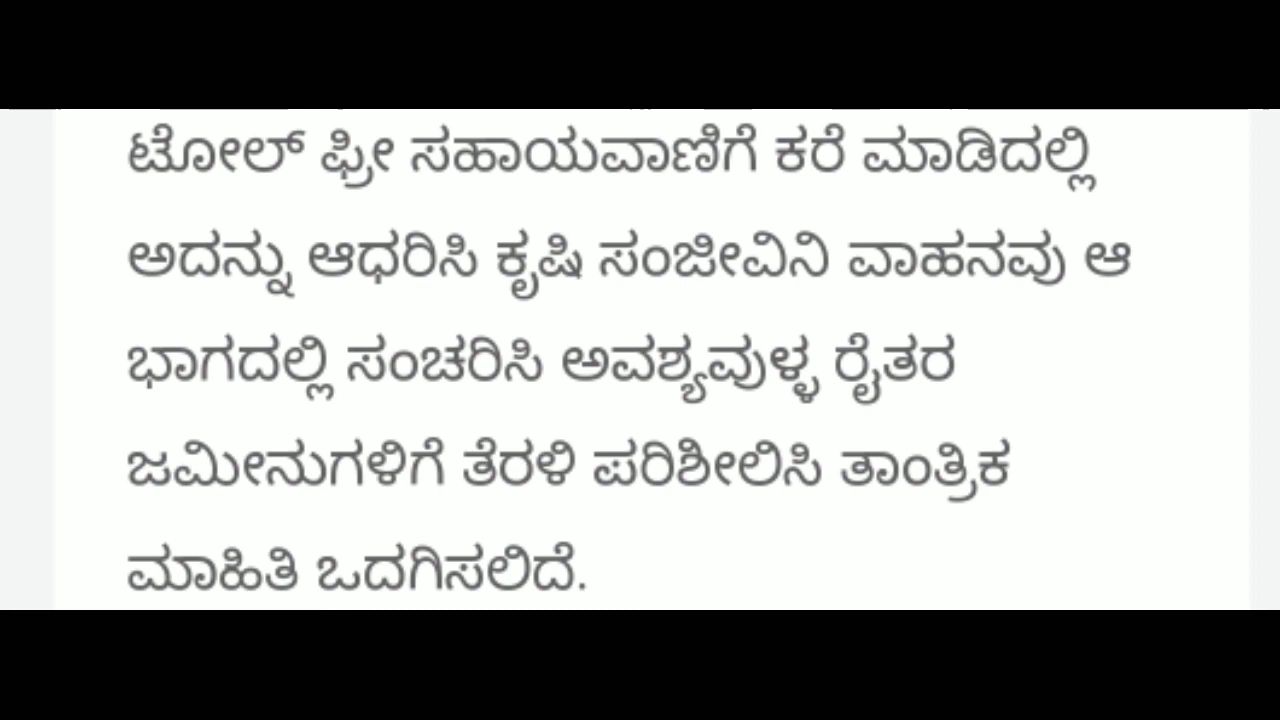 ಟೋಲ್ ಫ್ರೀ ಸಹಾಯವಾಣಿಗೆ ಕರೆ ಮಾಡಿದಲ್ಲಿ
ಅದನ್ನು ಆಧರಿಸಿ ಕೃಷಿ ಸಂಜೀವಿನಿ ವಾಹನವು ಆ
ಭಾಗದಲ್ಲಿ ಸಂಚರಿಸಿ ಅವಶ್ಯವುಳ್ಳ ರೈತರ
ಜಮೀನುಗಳಿಗೆ ತೆರಳಿ ಪರಿಶೀಲಿಸಿ ತಾಂತ್ರಿಕ
ಮಾಹಿತಿ ಒದಗಿಸಲಿದೆ.